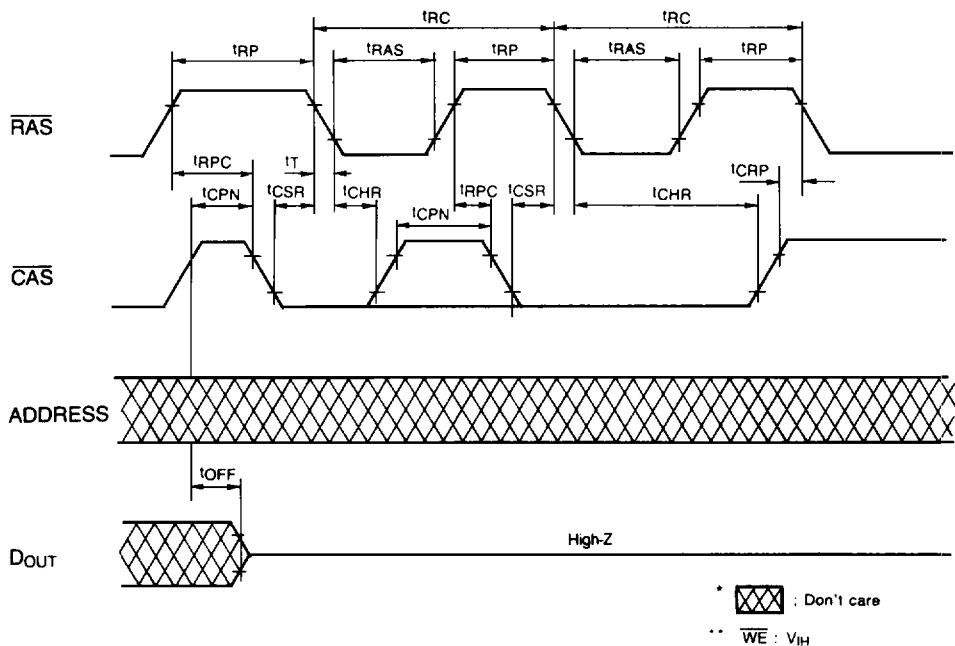 tRC tRC
tRP tRAS tRP tRAS tRP
RAS
tRPC tT tCRP
tCPN tCSR tCHR tRPC tCSR tCHR
tCPN
CAS
ADDRESS
tOFF
DOUT High-Z
* ; Don't care
** WE : VIH